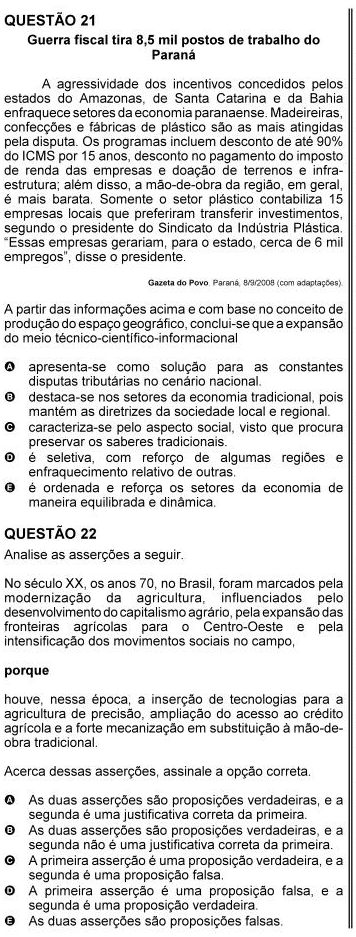 QUESTÃO 21
Guerra fiscal tira 8,5 mil postos de trabalho do
Paraná
A agressividade dos incentivos concedidos pelos
estados do Amazonas, de Santa Catarina e da Bahia
enfraquece setores da economia paranaense. Madeireiras,
confecções e fábricas de plástico são as mais atingidas
pela disputa. Os programas incluem desconto de até 90%
do ICMS por 15 anos, desconto no pagamento do imposto
de renda das empresas e doação de terrenos e infra-
estrutura; além disso, a mão-de-obra da região, em geral,
é mais barata. Somente o setor plástico contabiliza 15
empresas locais que preferiram transferir investimentos,
segundo o presidente do Sindicato da Indústria Plástica.
“Essas empresas gerariam, para o estado, cerca de 6 mil
empregos”, disse o presidente.
Gazeta do Povo. Paraná, 8/9/2008 (com adaptações).
A partir das informações acima e com base no conceito de
produção do espaço geográfico, conclui-se que a expansão
do meio técnico-científico-informacional
A apresenta-se como solução para as constantes
disputas tributárias no cenário nacional.
B destaca-se nos setores da economia tradicional, pois
mantém as diretrizes da sociedade local e regional.
C caracteriza-se pelo aspecto social, visto que procura
preservar os saberes tradicionais.
D é seletiva, com reforço de algumas regiões e
enfraquecimento relativo de outras.
E é ordenada e reforça os setores da economia de
maneira equilibrada e dinâmica.
QUESTÃO 22
Analise as asserções a seguir.
No século XX, os anos 70, no Brasil, foram marcados pela
modernização da agricultura, influenciados pelo
desenvolvimento do capitalismo agrário, pela expansão das
fronteiras agrícolas para o Centro-Oeste e pela
intensificação dos movimentos sociais no campo,
porque
houve, nessa época, a inserção de tecnologias para a
agricultura de precisão, ampliação do acesso ao crédito
agrícola e a forte mecanização em substituição à mão-de-
obra tradicional.
Acerca dessas asserções, assinale a opção correta.
A As duas asserções são proposições verdadeiras, e a
segunda é uma justificativa correta da primeira.
B As duas asserções são proposições verdadeiras, e a
segunda não é uma justificativa correta da primeira.
C A primeira asserção é uma proposição verdadeira, e a
segunda é uma proposição falsa.
D A primeira asserção é uma proposição falsa, e a
segunda é uma proposição verdadeira.
E As duas asserções são proposições falsas.